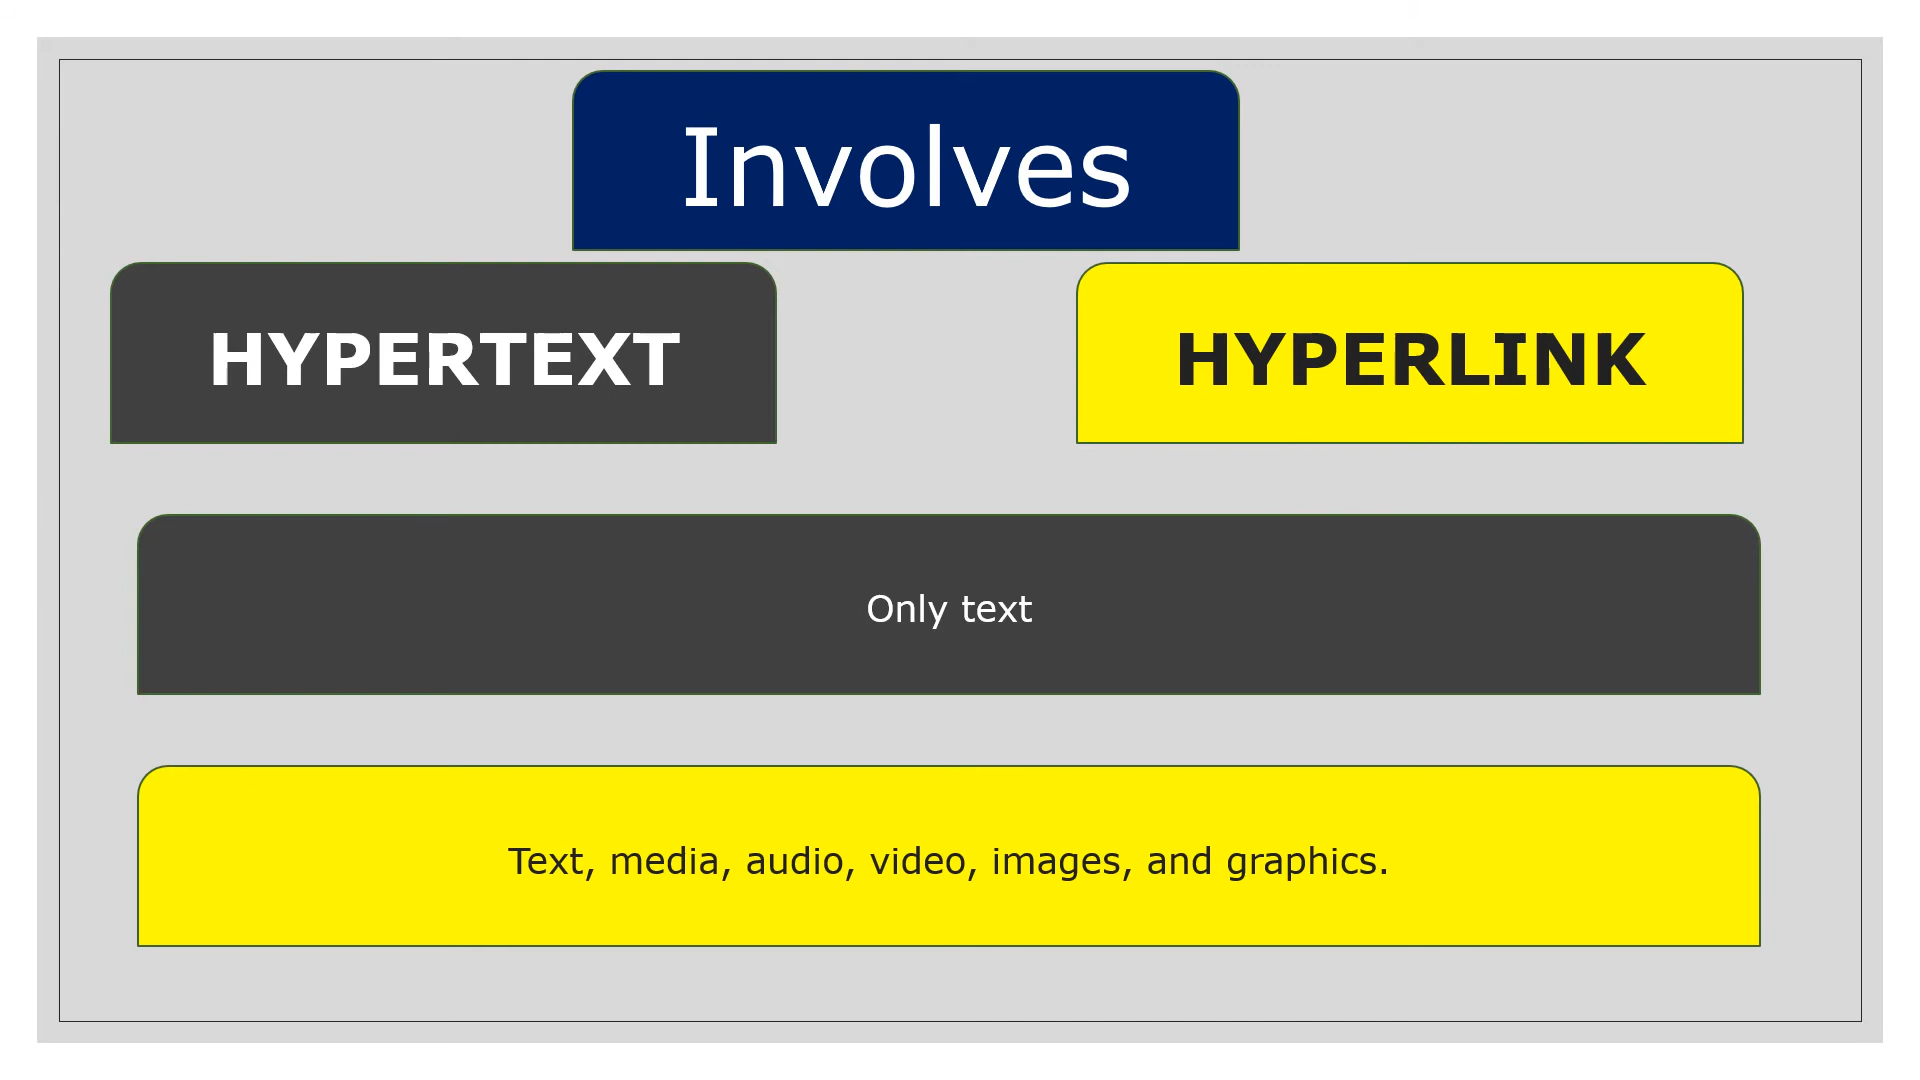 Involves
HYPERTEXT
HYPERLINK
Only text
Text, media, audio, video, images, and graphics.